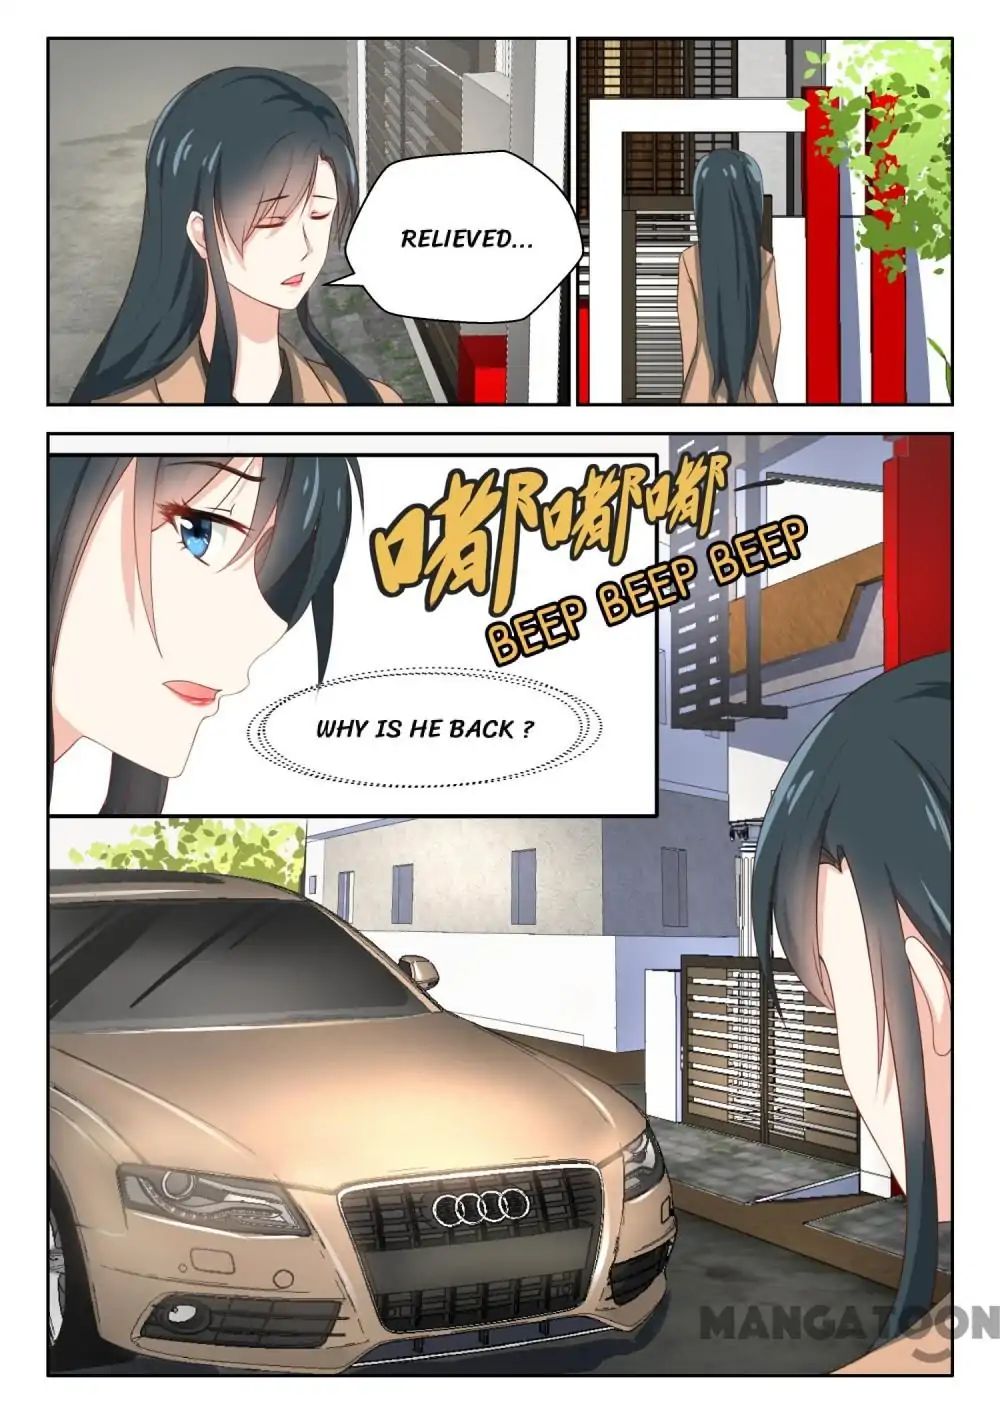 RELIEVED...
嘟嘟嘟
BEEP BEEP BEEP
WHY IS HE BACK ?
MANGATOON